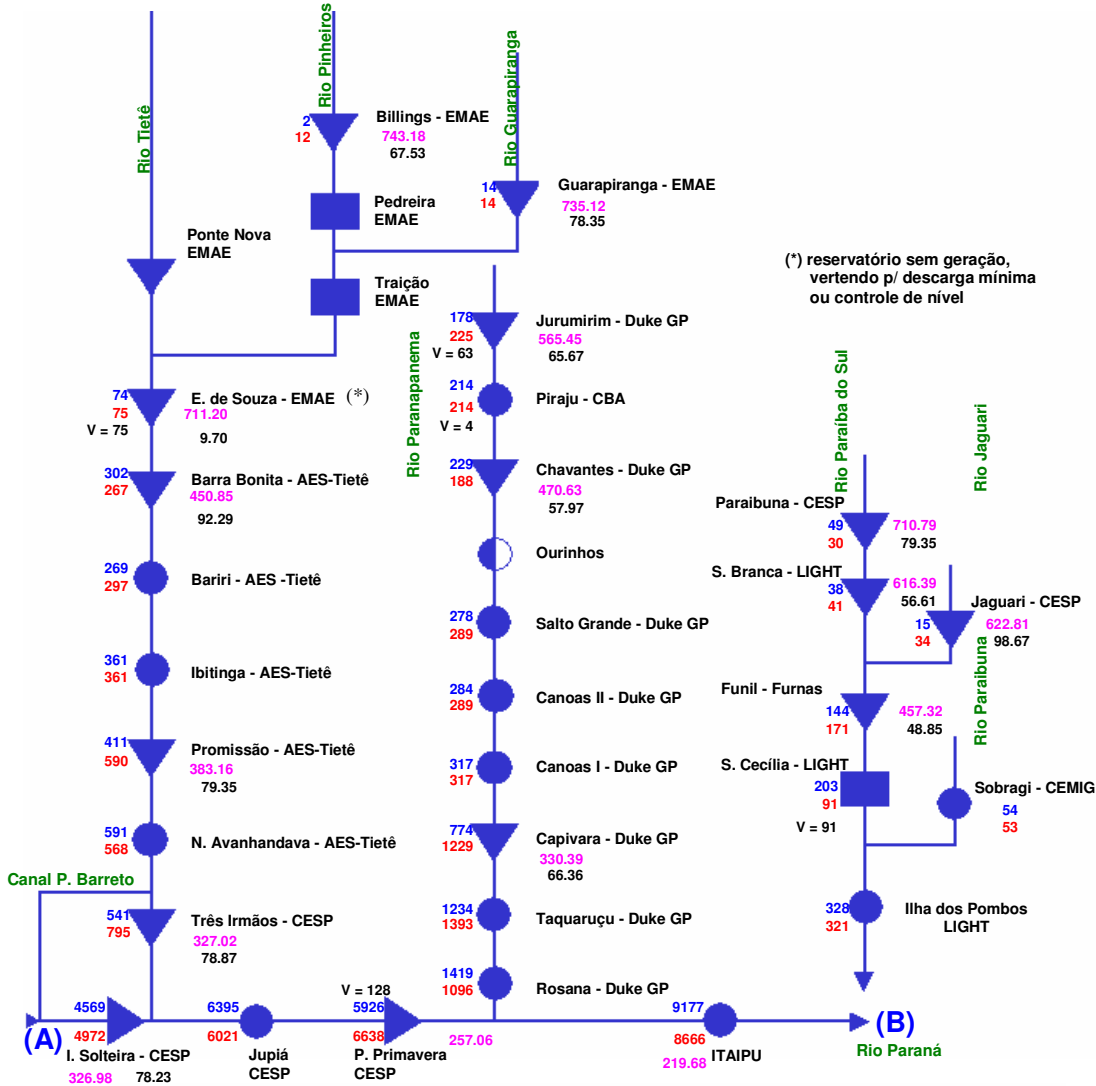 Rio Tietê
Rio Pinheiros
Rio Guarapiranga
2
12
Billings - EMAE
743.18
67.53
Pedreira
EMAE
14
14
Guarapiranga - EMAE
735.12
78.35
Ponte Nova
EMAE
Traição
EMAE
(*) reservatório sem geração,
vertendo p/ descarga mínima
ou controle de nível
74
75
V = 75
E. de Souza - EMAE (*)
711.20
9.70
302
267
Barra Bonita - AES-Tietê
450.85
92.29
269
297
Bariri - AES -Tietê
361
361
Ibitinga - AES-Tietê
411
590
Promissão - AES-Tietê
383.16
79.35
591
568
N. Avanhandava - AES-Tietê
Canal P. Barreto
541
795
Três Irmãos - CESP
327.02
78.87
Rio Paranapanema
178
225
V = 63
Jurumirim - Duke GP
565.45
65.67
214
214
V = 4
Piraju - CBA
229
188
Chavantes - Duke GP
470.63
57.97
Ourinhos
278
289
Salto Grande - Duke GP
284
289
Canoas II - Duke GP
317
317
Canoas I - Duke GP
774
1229
Capivara - Duke GP
330.39
66.36
1234
1393
Taquaruçu - Duke GP
1419
1096
Rosana - Duke GP
Rio Paraíba do Sul
Rio Jaguari
Paraibuna - CESP
49
30
710.79
79.35
S. Branca - LIGHT
38
41
616.39
56.61
Jaguari - CESP
15
34
622.81
98.67
Rio Paraibuna
Funil - Furnas
144
171
457.32
48.85
S. Cecília - LIGHT
203
91
V = 91
Sobragi - CEMIG
54
53
328
321
Ilha dos Pombos
LIGHT
(A)
4569
4972
I. Solteira - CESP
326.98
78.23
6395
6021
Jupiá
CESP
V = 128
5926
6638
P. Primavera
CESP
257.06
9177
8666
ITAIPU
219.68
(B)
Rio Paraná